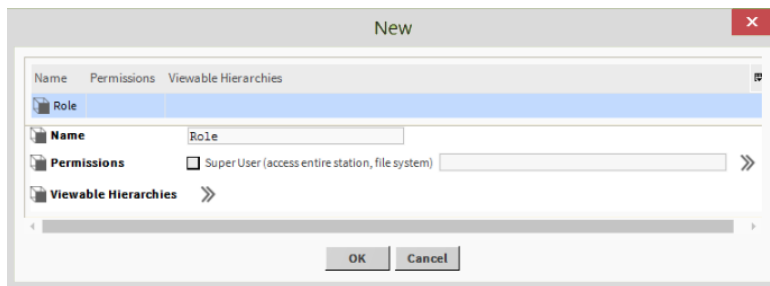 New
Name Permissions Viewable Hierarchies
Role
Name Role
Permissions Super User (access entire station, file system)
Viewable Hierarchies
OK Cancel